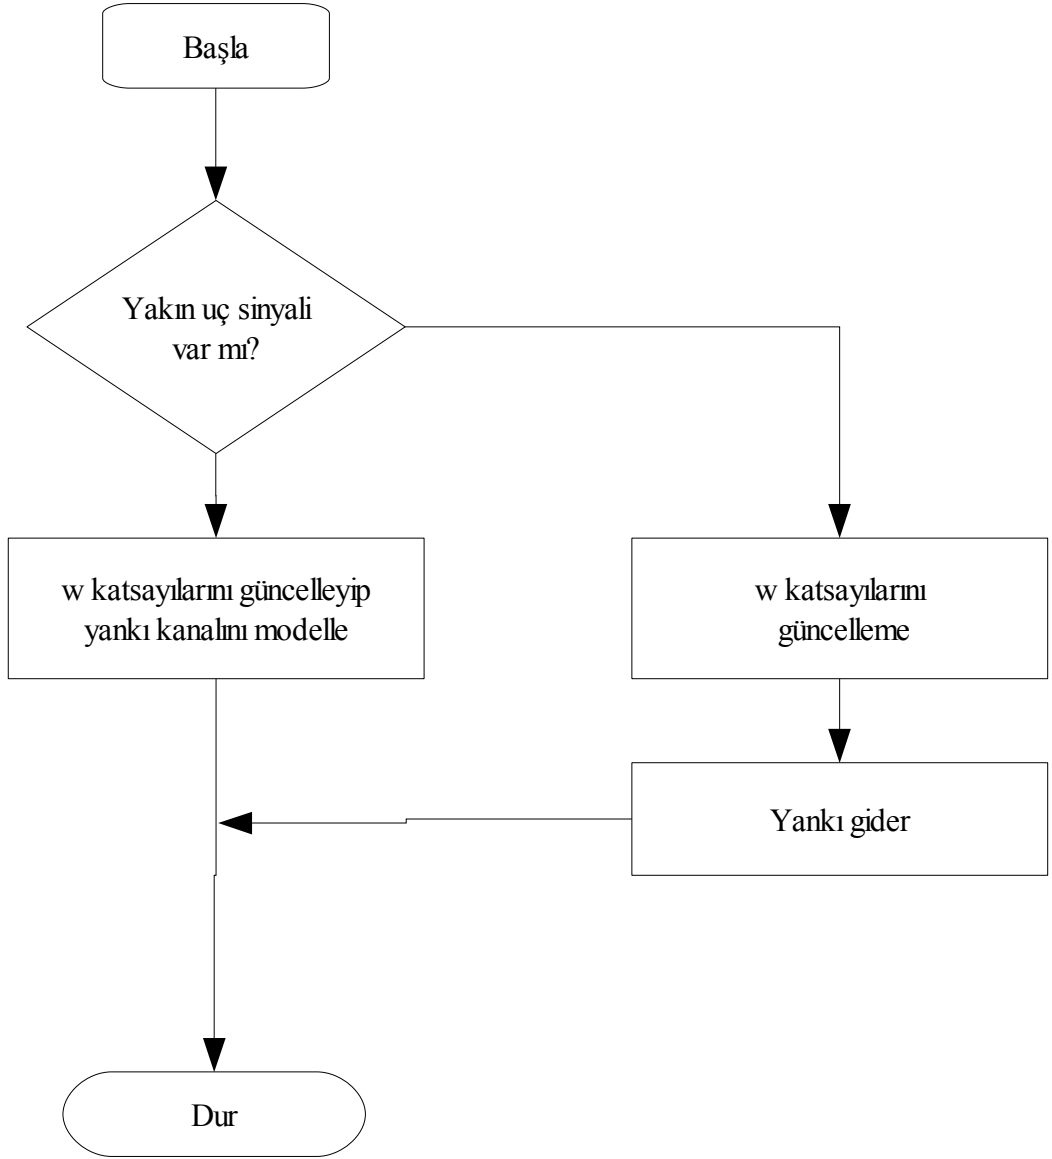 Başla
Yakın uç sinyali
var mı?
w katsayılarını güncelleyip
yankı kanalını modelle
w katsayılarını
güncelleme
Yankı gider
Dur